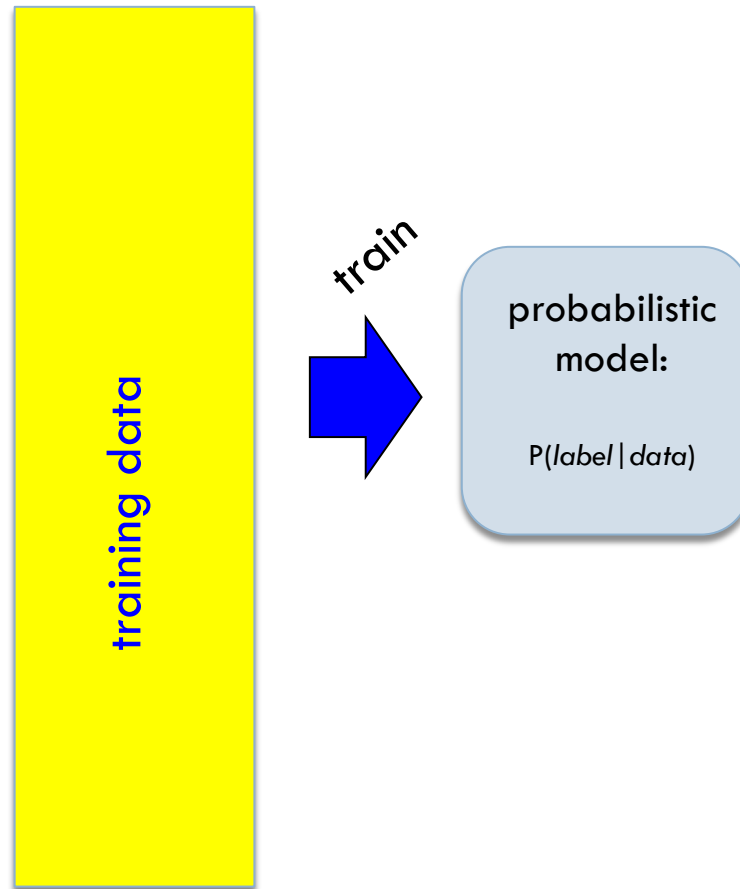 training data
train
probabilistic
model:
P(label|data)